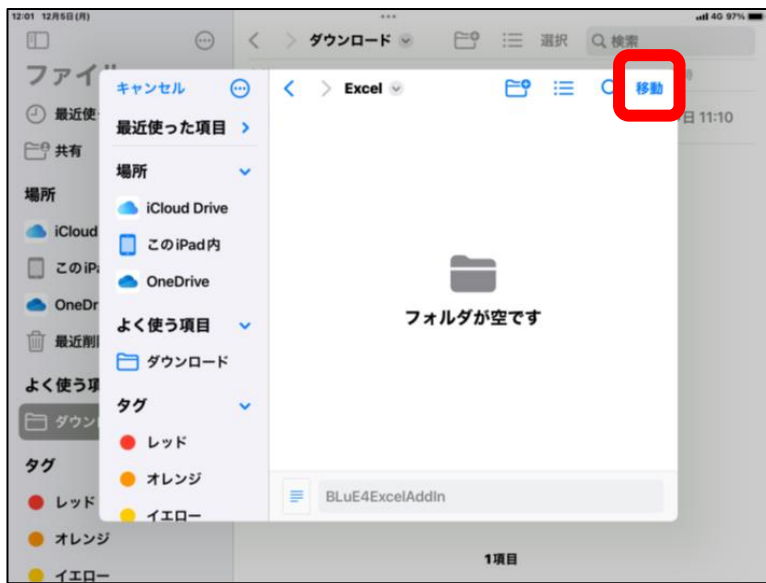 12:01 12月5日(月)
4G 97%
ダウンロード
選択
検索
ファイ
最近使
共有
場所
iCloud
このiPa
OneDr
最近削
よく使う項
ダウン
タグ
レッド
オレンジ
イエロー
日 11:10
1項目
キャンセル
最近使った項目
場所
iCloud Drive
このiPad内
OneDrive
よく使う項目
ダウンロード
タグ
レッド
オレンジ
イエロー
Excel
移動
フォルダが空です
BLuE4ExcelAddIn